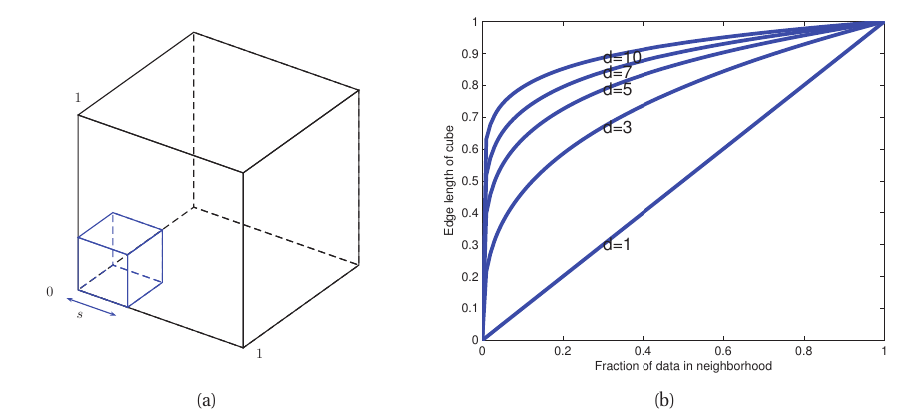 1
0
s
1
(a)
1
0.9
0.8
0.7
0.6
0.5
0.4
0.3
0.2
0.1
0
Edge length of cube
d=10
d=7
d=5
d=3
d=1
0 0.2 0.4 0.6 0.8 1
Fraction of data in neighborhood
(b)